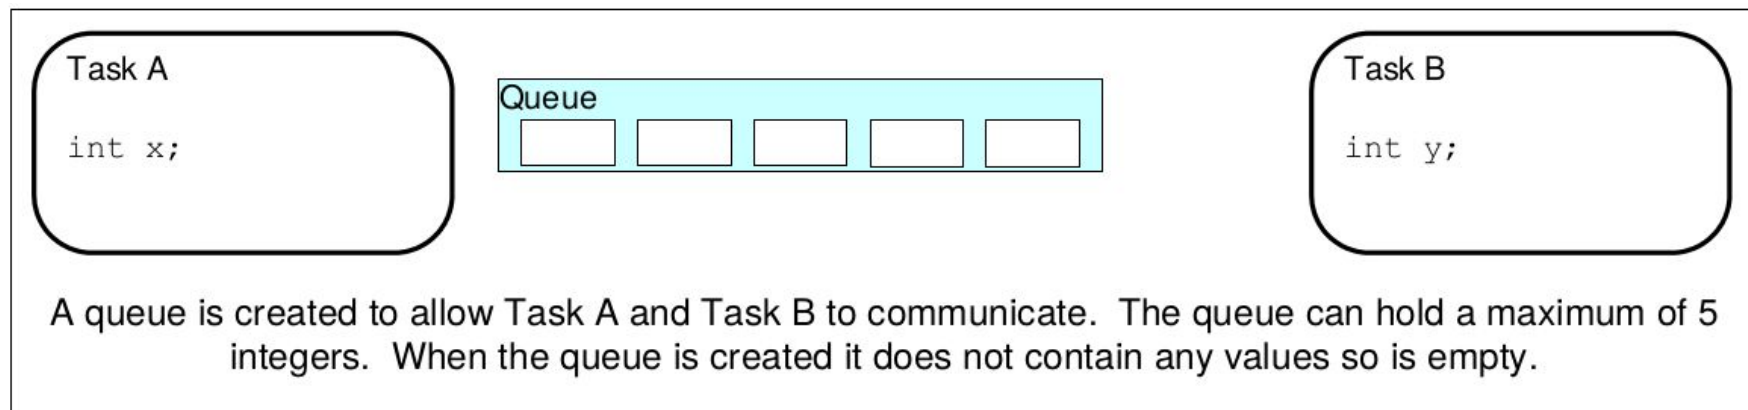 Task A
int x;
Queue
Task B
int y;
A queue is created to allow Task A and Task B to communicate.  The queue can hold a maximum of 5
integers.  When the queue is created it does not contain any values so is empty.